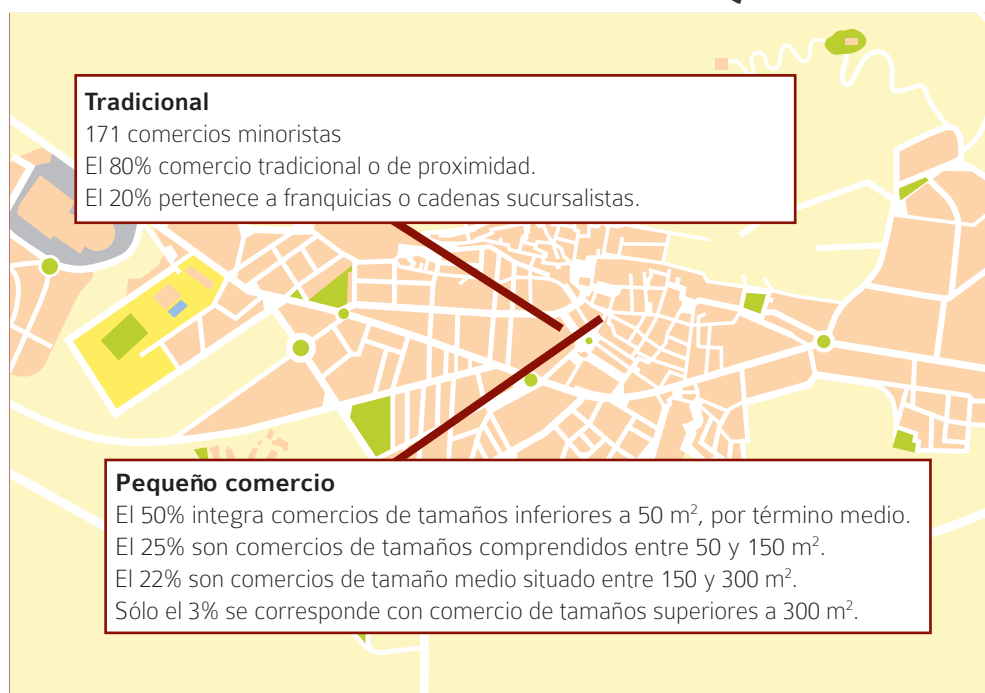 Tradicional
171 comercios minoristas
El 80% comercio tradicional o de proximidad.
El 20% pertenece a franquicias o cadenas sucursalistas.
Pequeño comercio
El 50% integra comercios de tamaños inferiores a 50 m², por término medio.
El 25% son comercios de tamaños comprendidos entre 50 y 150 m².
El 22% son comercios de tamaño medio situado entre 150 y 300 m².
Sólo el 3% se corresponde con comercio de tamaños superiores a 300 m².